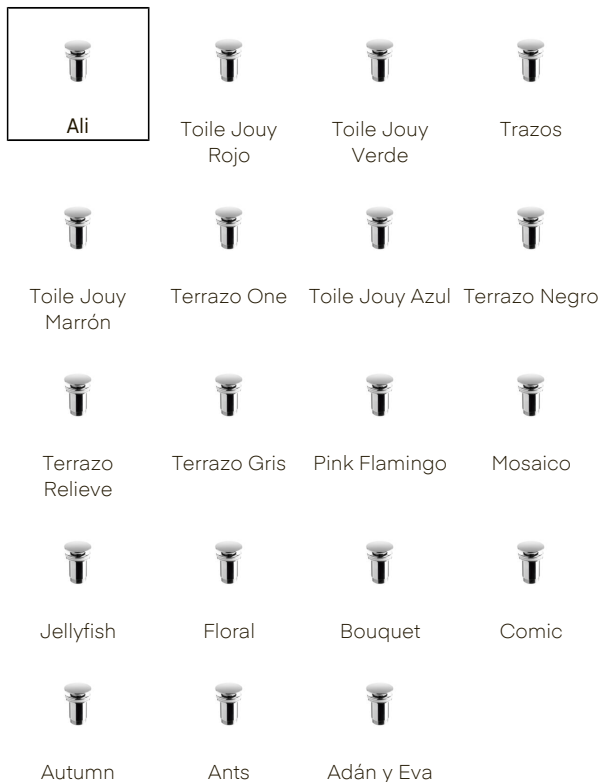 Ali
Toile Jouy
Rojo
Toile Jouy
Verde
Trazos
Toile Jouy
Marrón
Terrazo One
Toile Jouy Azul
Terrazo Negro
Terrazo
Relieve
Terrazo Gris
Pink Flamingo
Mosaico
Jellyfish
Floral
Bouquet
Comic
Autumn
Ants
Adán y Eva